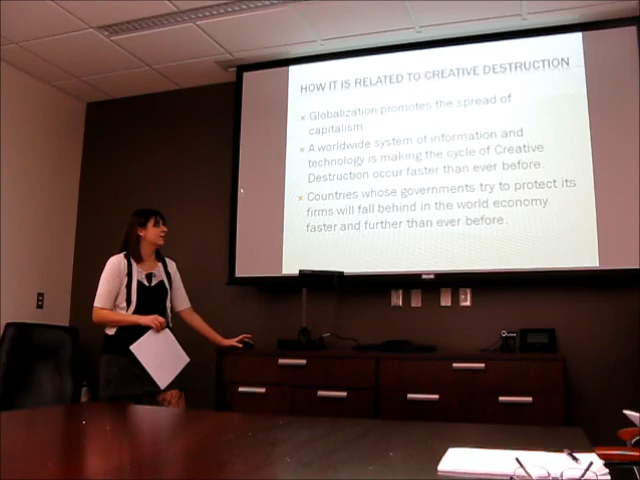 HOW IT IS RELATED TO CREATIVE DESTRUCTION
Globalization promotes the spread of
capitalism
A worldwide system of information and
technology is making the cycle of Creative
Destruction occur faster than ever before.
Countries whose governments try to protect its
firms will fall behind in the world economy
faster and further than ever before.